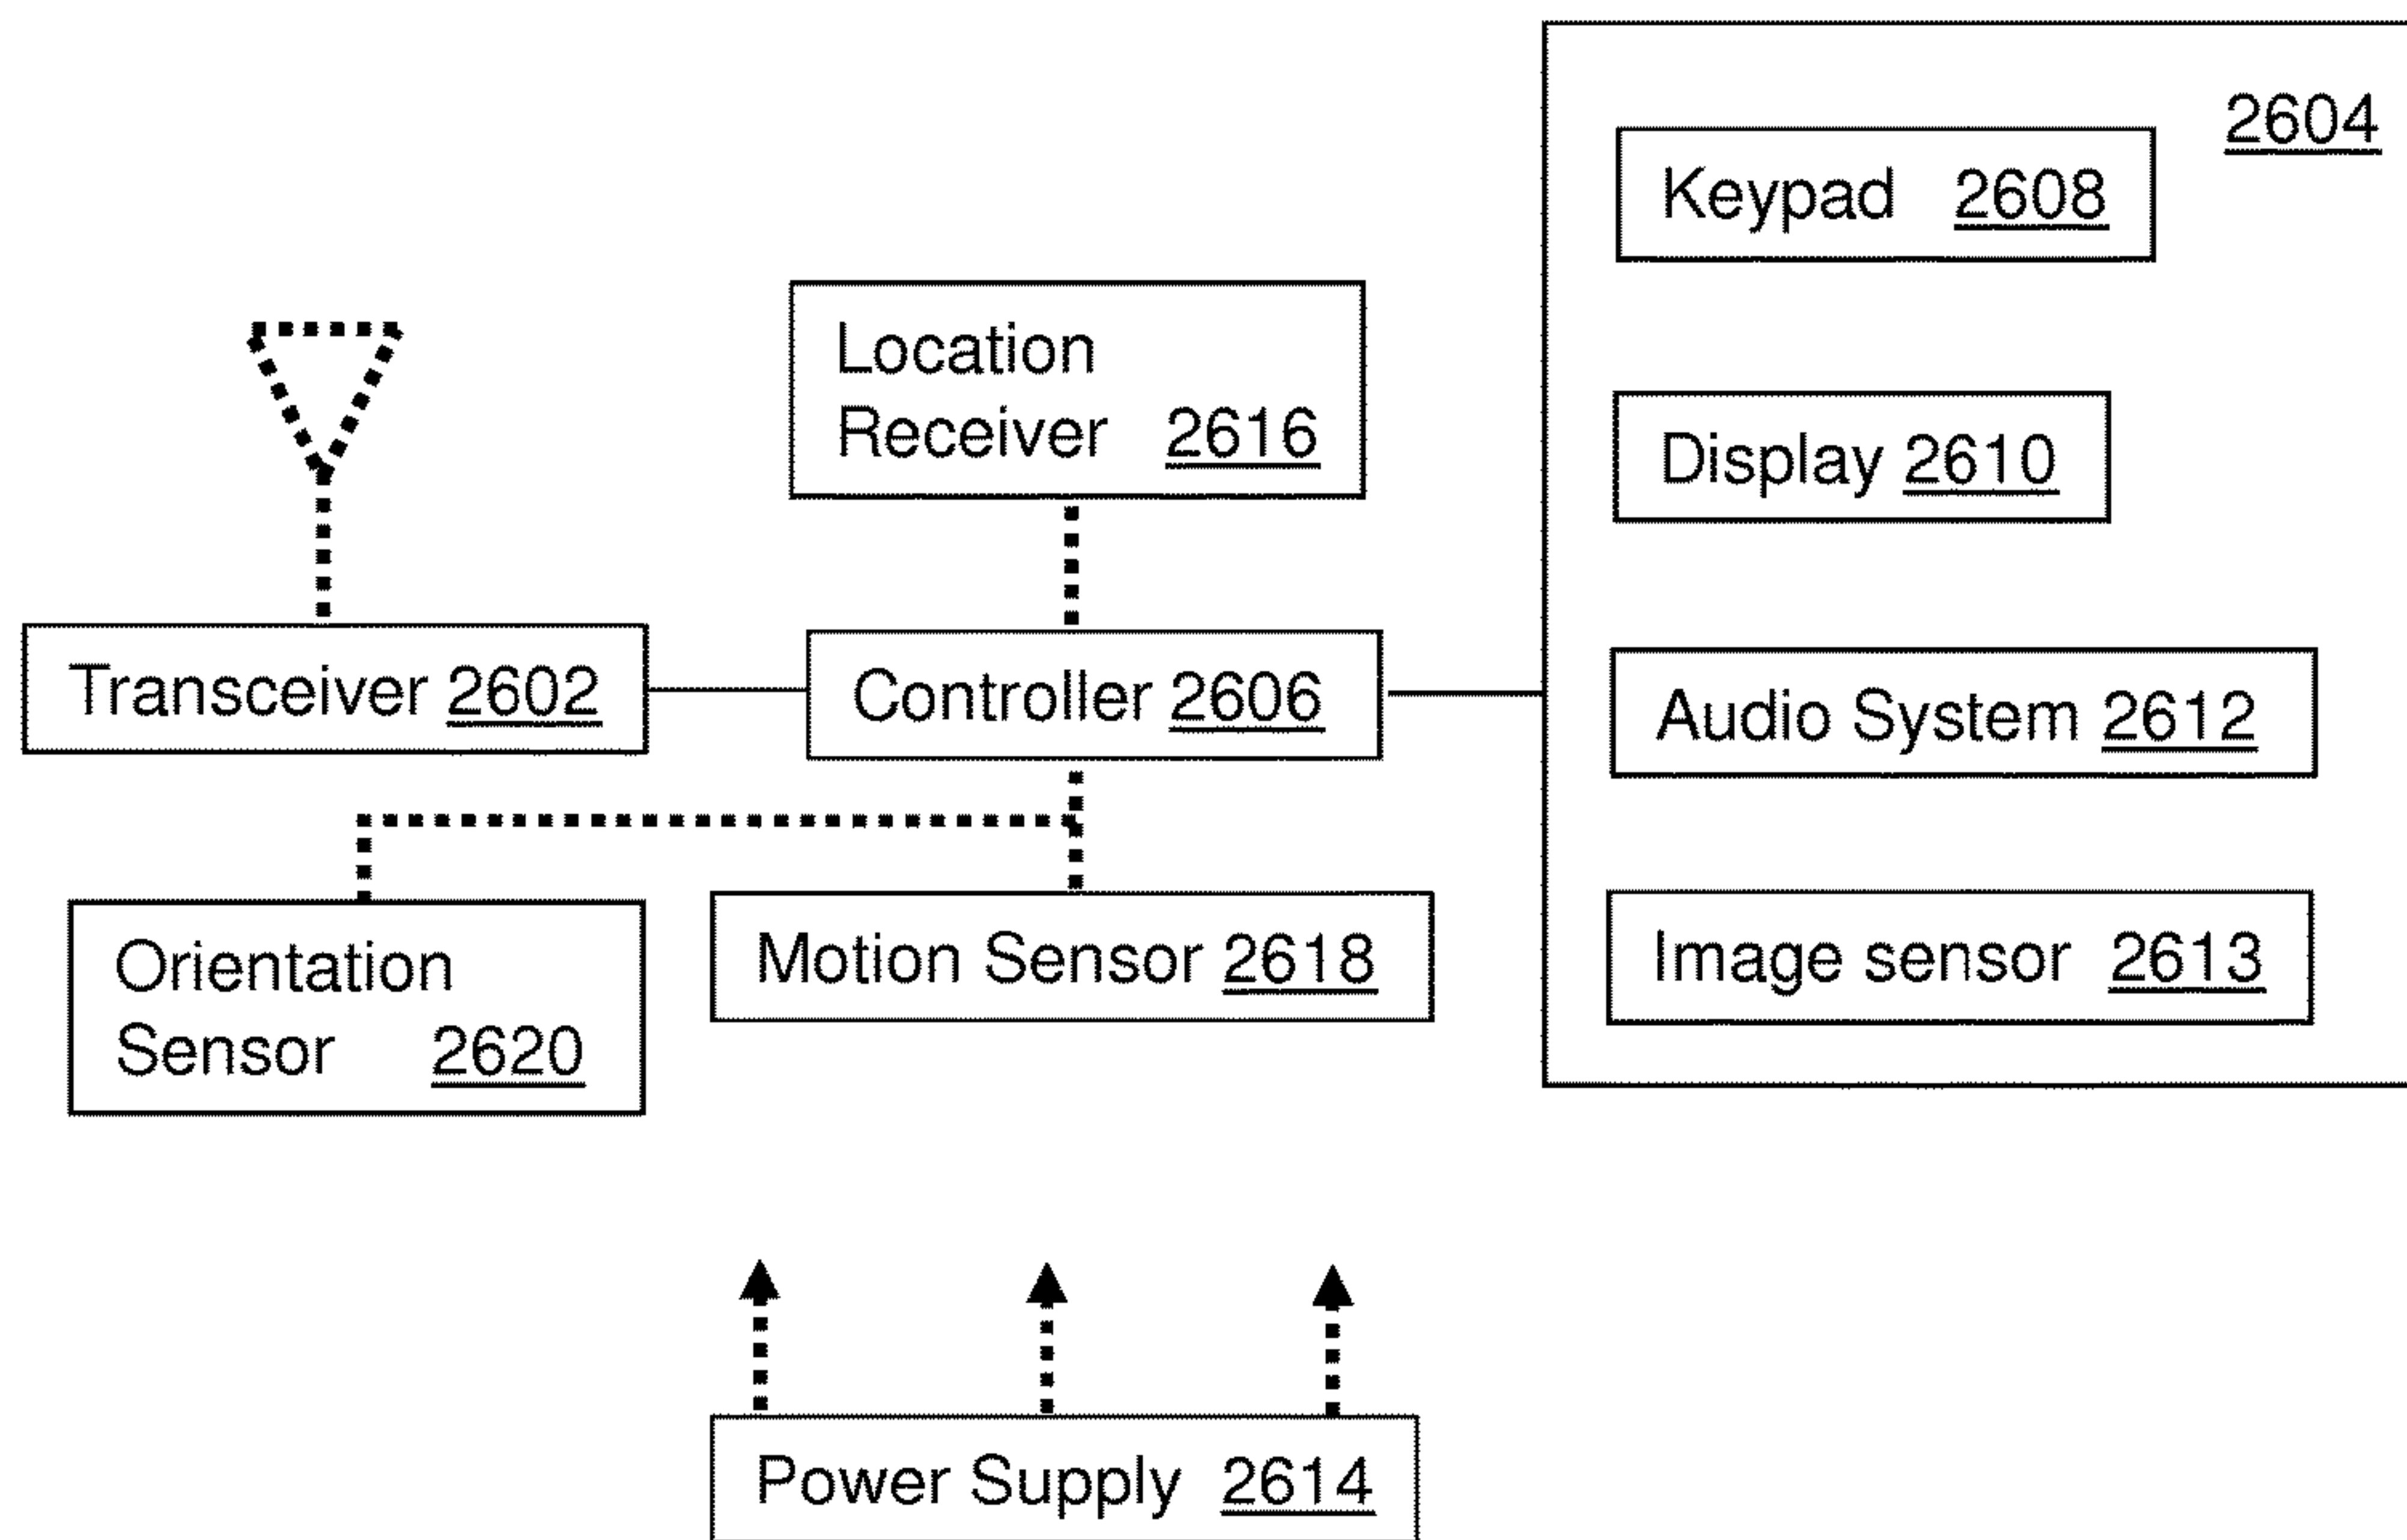 2604
Keypad 2608
Location
Receiver 2616
Display 2610
Transceiver 2602
Controller 2606
Audio System 2612
Orientation
Sensor 2620
Motion Sensor 2618
Image sensor 2613
Power Supply 2614